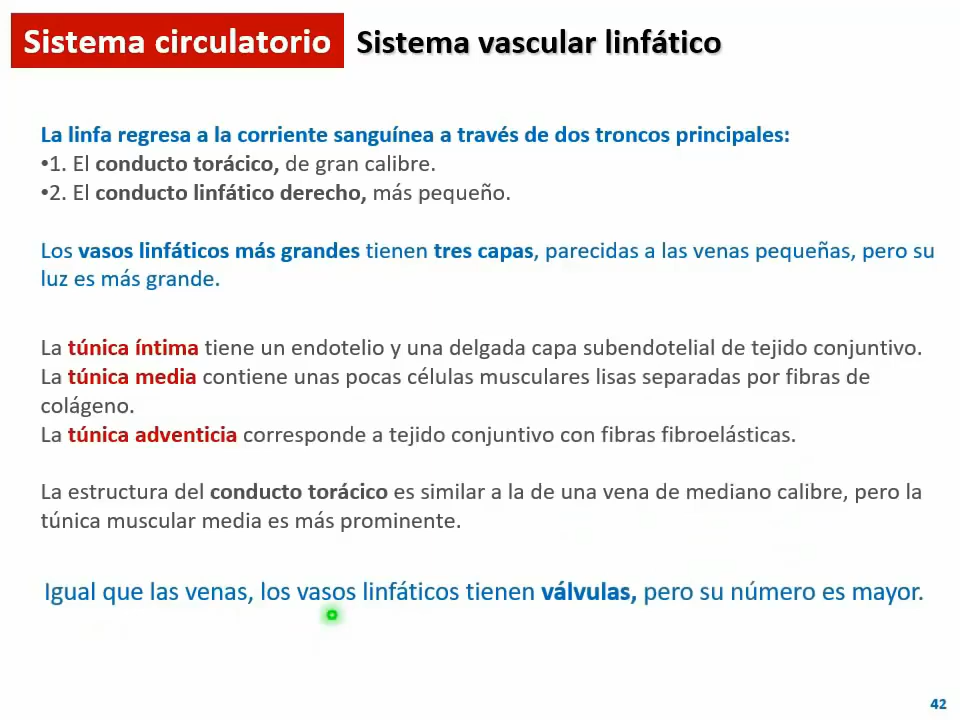 Sistema circulatorio Sistema vascular linfático
La linfa regresa a la corriente sanguínea a través de dos troncos principales:
•1. El conducto torácico, de gran calibre.
•2. El conducto linfático derecho, más pequeño.
Los vasos linfáticos más grandes tienen tres capas, parecidas a las venas pequeñas, pero su
luz es más grande.
La túnica íntima tiene un endotelio y una delgada capa subendotelial de tejido conjuntivo.
La túnica media contiene unas pocas células musculares lisas separadas por fibras de
colágeno.
La túnica adventicia corresponde a tejido conjuntivo con fibras fibroelásticas.
La estructura del conducto torácico es similar a la de una vena de mediano calibre, pero la
túnica muscular media es más prominente.
Igual que las venas, los vasos linfáticos tienen válvulas, pero su número es mayor.
42